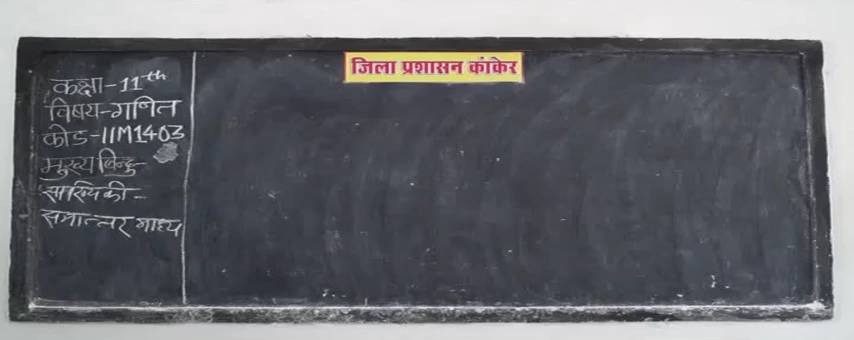 जिला प्रशासन कांकेर
कक्षा-11th
विषय-गणित
कोड-11M1403
मुख्य बिन्दु-
सांख्यिकी-
समान्तर माध्य